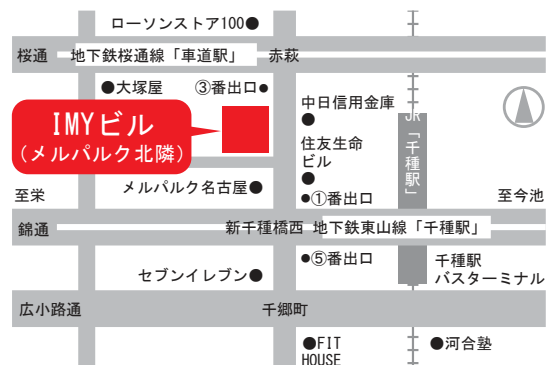 ローソンストア100
桜通 地下鉄桜通線「車道駅」 赤萩
大塚屋 ③番出口
中日信用金庫
IMYビル
(メルパルク北隣)
住友生命
ビル
JR「千種駅」
メルパルク名古屋
①番出口
至栄
至今池
錦通 新千種橋西 地下鉄東山線「千種駅」
⑤番出口
千種駅
バスターミナル
セブンイレブン
広小路通 千郷町
FIT
HOUSE
河合塾